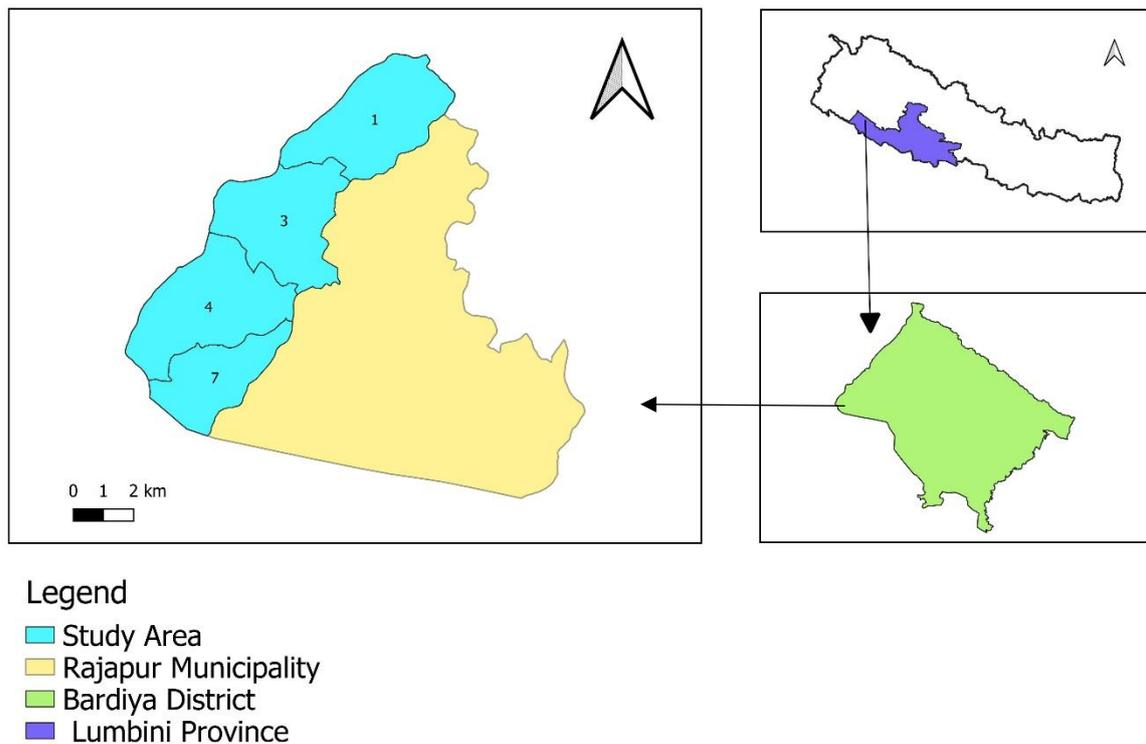 1
3
4
7
0 1 2 km
Legend
Study Area
Rajapur Municipality
Bardiya District
Lumbini Province